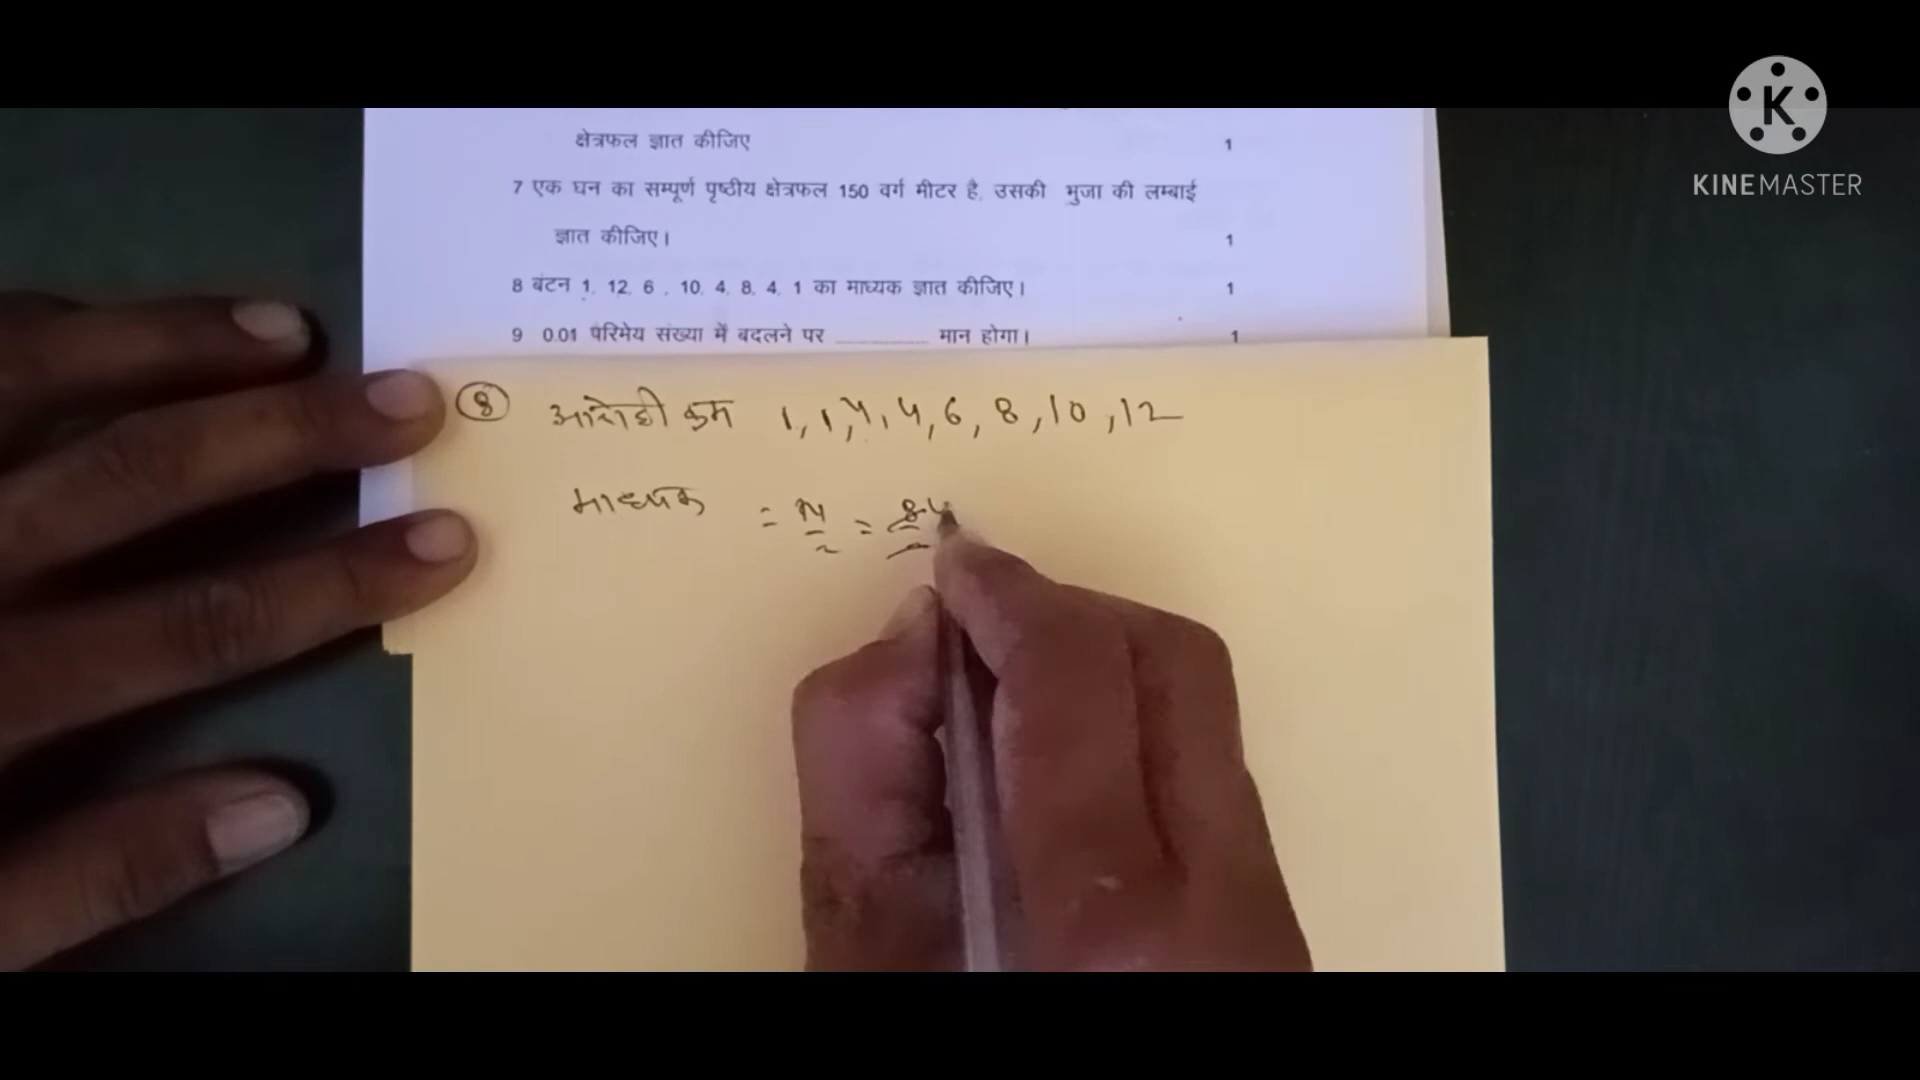 क्षेत्रफल ज्ञात कीजिए 1
7 एक घन का सम्पूर्ण पृष्ठीय क्षेत्रफल 150 वर्ग मीटर है, उसकी भुजा की लम्बाई
ज्ञात कीजिए। 1
8 बंटन 1, 12, 6 , 10, 4, 8, 4, 1 का माध्यक ज्ञात कीजिए। 1
9 0.01 परिमेय संख्या में बदलने पर .............. मान होगा। 1
8 आरोही क्रम 1, 1, 4, 4, 6, 8, 10, 12
माध्यक = N/2 = 8
KINEMASTER